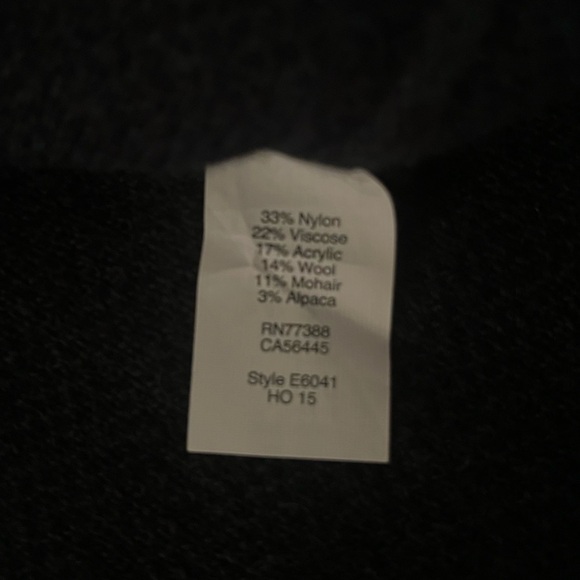 33% Nylon
22% Viscose
17% Acrylic
14% Wool
11% Mohair
3% Alpaca
RN77388
CA56445
Style E6041
HO 15